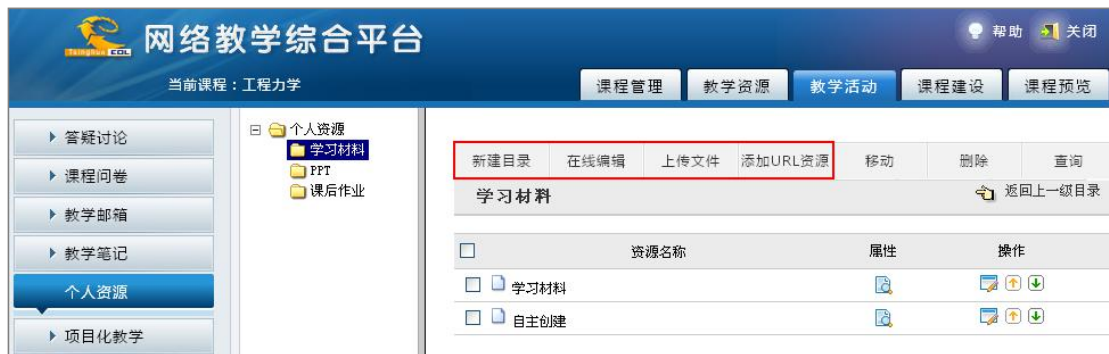 TsinghuaEOL
网络教学综合平台
帮助 关闭
当前课程：工程力学
课程管理 教学资源 教学活动 课程建设 课程预览
答疑讨论
课程问卷
教学邮箱
教学笔记
个人资源
项目化教学
个人资源
学习材料
PPT
课后作业
新建目录 在线编辑 上传文件 添加URL资源 移动 删除 查询
学习材料 返回上一级目录
资源名称 属性 操作
学习材料
自主创建